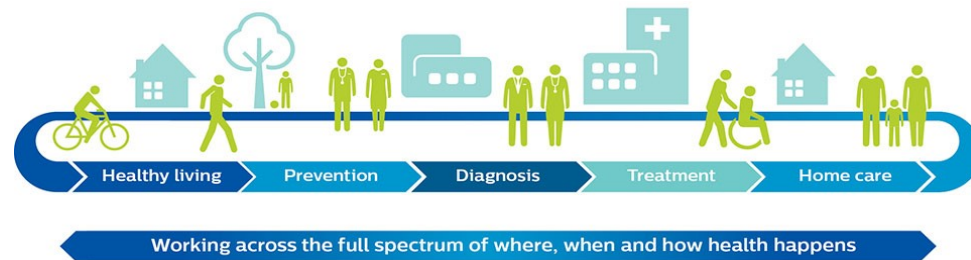 Healthy living
Prevention
Diagnosis
Treatment
Home care
Working across the full spectrum of where, when and how health happens